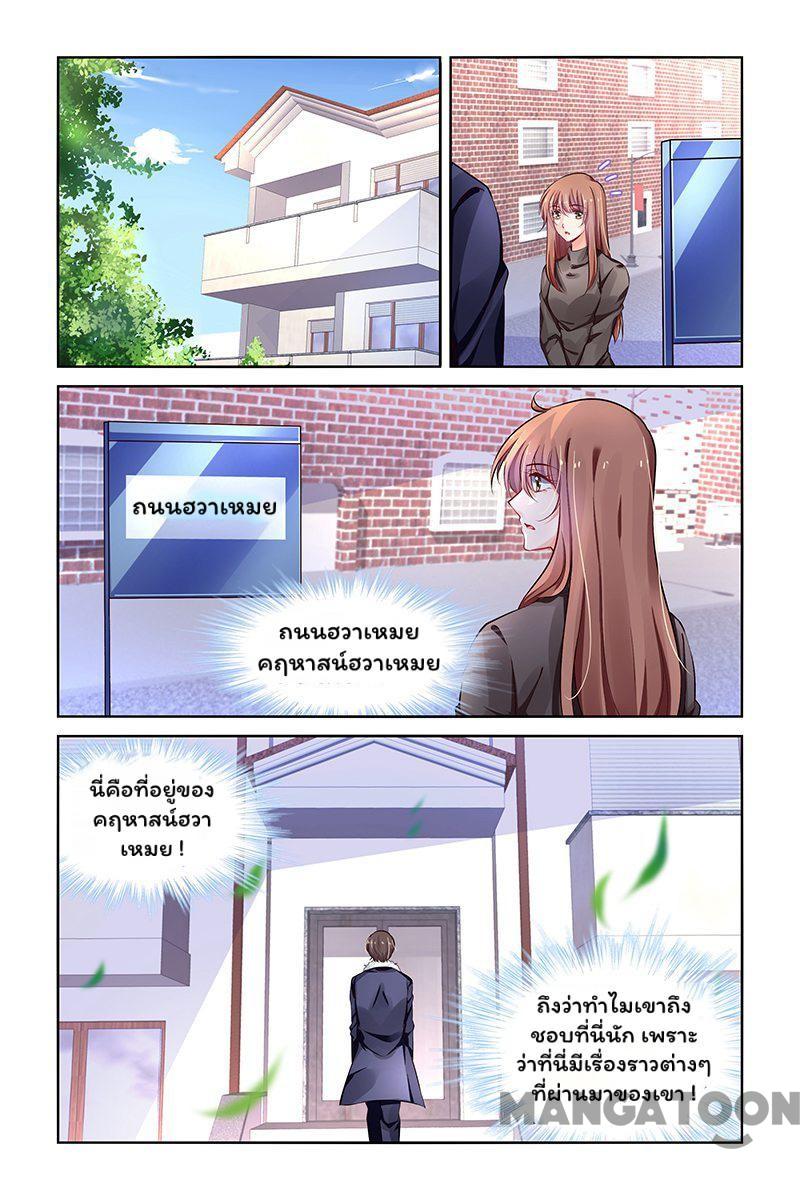 ถนนฮวาเหมย
ถนนฮวาเหมย
คฤหาสน์ฮวาเหมย
นี่คือที่อยู่ของ
คฤหาสน์ฮวา
เหมย !
ถึงว่าทำไมเขาถึง
ชอบที่นี่นัก เพราะ
ว่าที่นี่มีเรื่องราวต่างๆ
ที่ผ่านมาของเขา !
MANGATOON